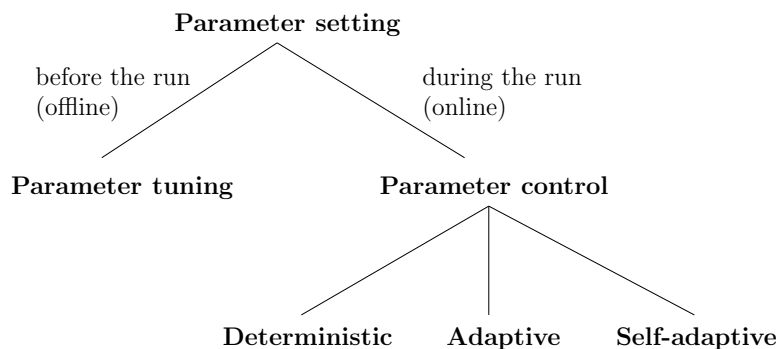 Parameter setting
before the run
(offline)
during the run
(online)
Parameter tuning
Parameter control
Deterministic
Adaptive
Self-adaptive